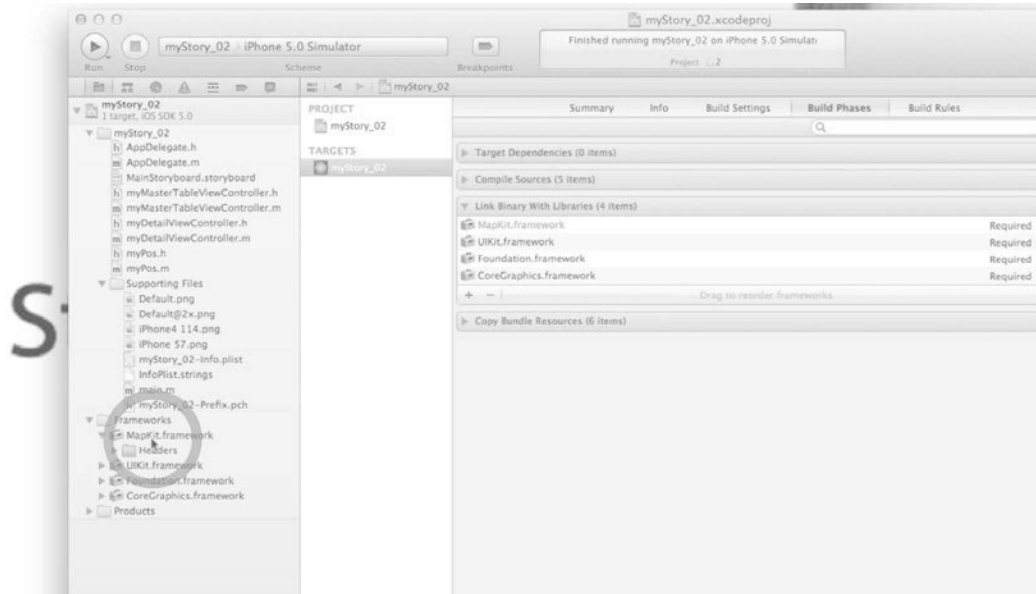 myStory_02.xcodeproj
myStory_02
iPhone 5.0 Simulator
Finished running myStory_02 on iPhone 5.0 Simulat
Project
2
Run
Stop
Scheme
Breakpoints
myStory_02
myStory_02
1 target, iOS SDK 5.0
myStory_02
AppDelegate.h
AppDelegate.m
MainStoryboard.storyboard
myMasterTableViewController.h
myMasterTableViewController.m
myDetailViewController.h
myDetailViewController.m
myPos.h
myPos.m
Supporting Files
Default.png
Default@2x.png
iPhone4 114.png
iPhone 57.png
myStory_02-Info.plist
InfoPlist.strings
main.m
myStory_02-Prefix.pch
Frameworks
MapKit.framework
Headers
UIKit.framework
Foundation.framework
CoreGraphics.framework
Products
PROJECT
myStory_02
TARGETS
myStory_02
Summary
Info
Build Settings
Build Phases
Build Rules
Target Dependencies (0 items)
Compile Sources (5 items)
Link Binary With Libraries (4 items)
MapKit.framework
Required
UIKit.framework
Required
Foundation.framework
Required
CoreGraphics.framework
Required
Drag to reorder frameworks
Copy Bundle Resources (6 items)